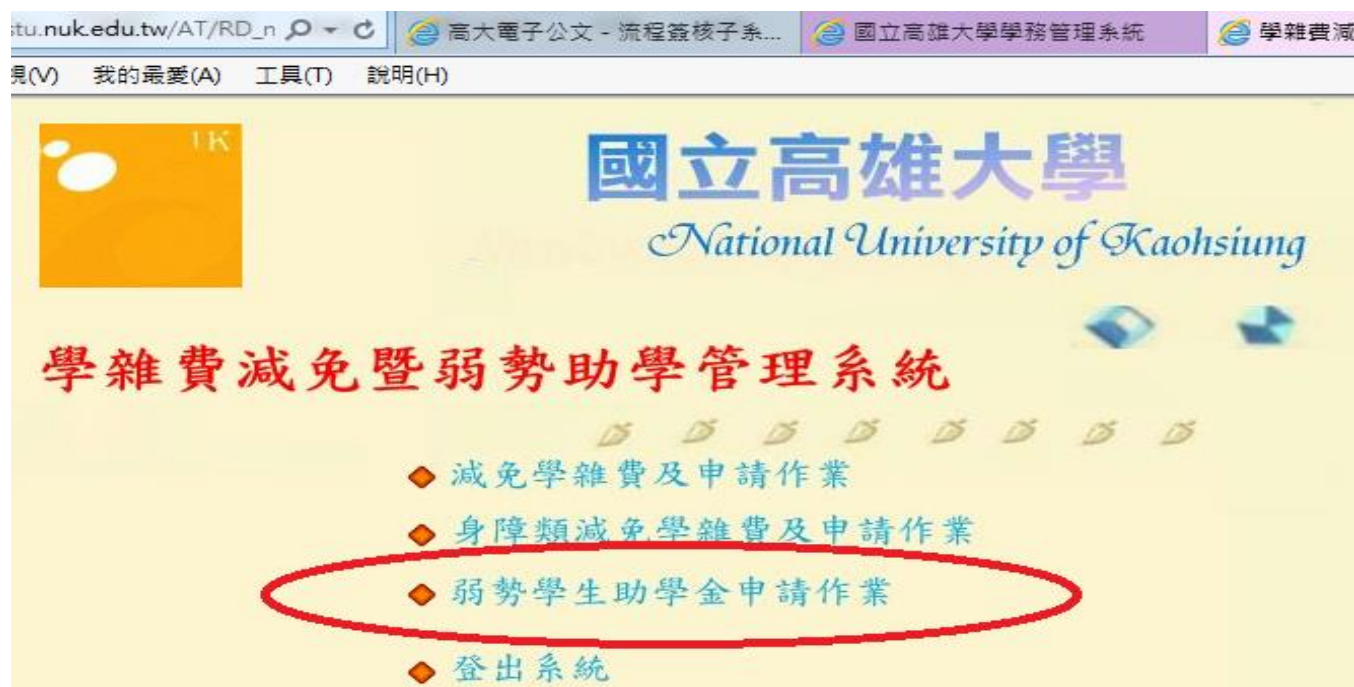 stu.nuk.edu.tw/AT/RD_n 高大電子公文 - 流程簽核子系... 國立高雄大學學務管理系統 學雜費減
視(V) 我的最愛(A) 工具(T) 說明(H)
國立高雄大學
National University of Kaohsiung
學雜費減免暨弱勢助學管理系統
減免學雜費及申請作業
身障類減免學雜費及申請作業
弱勢學生助學金申請作業
登出系統